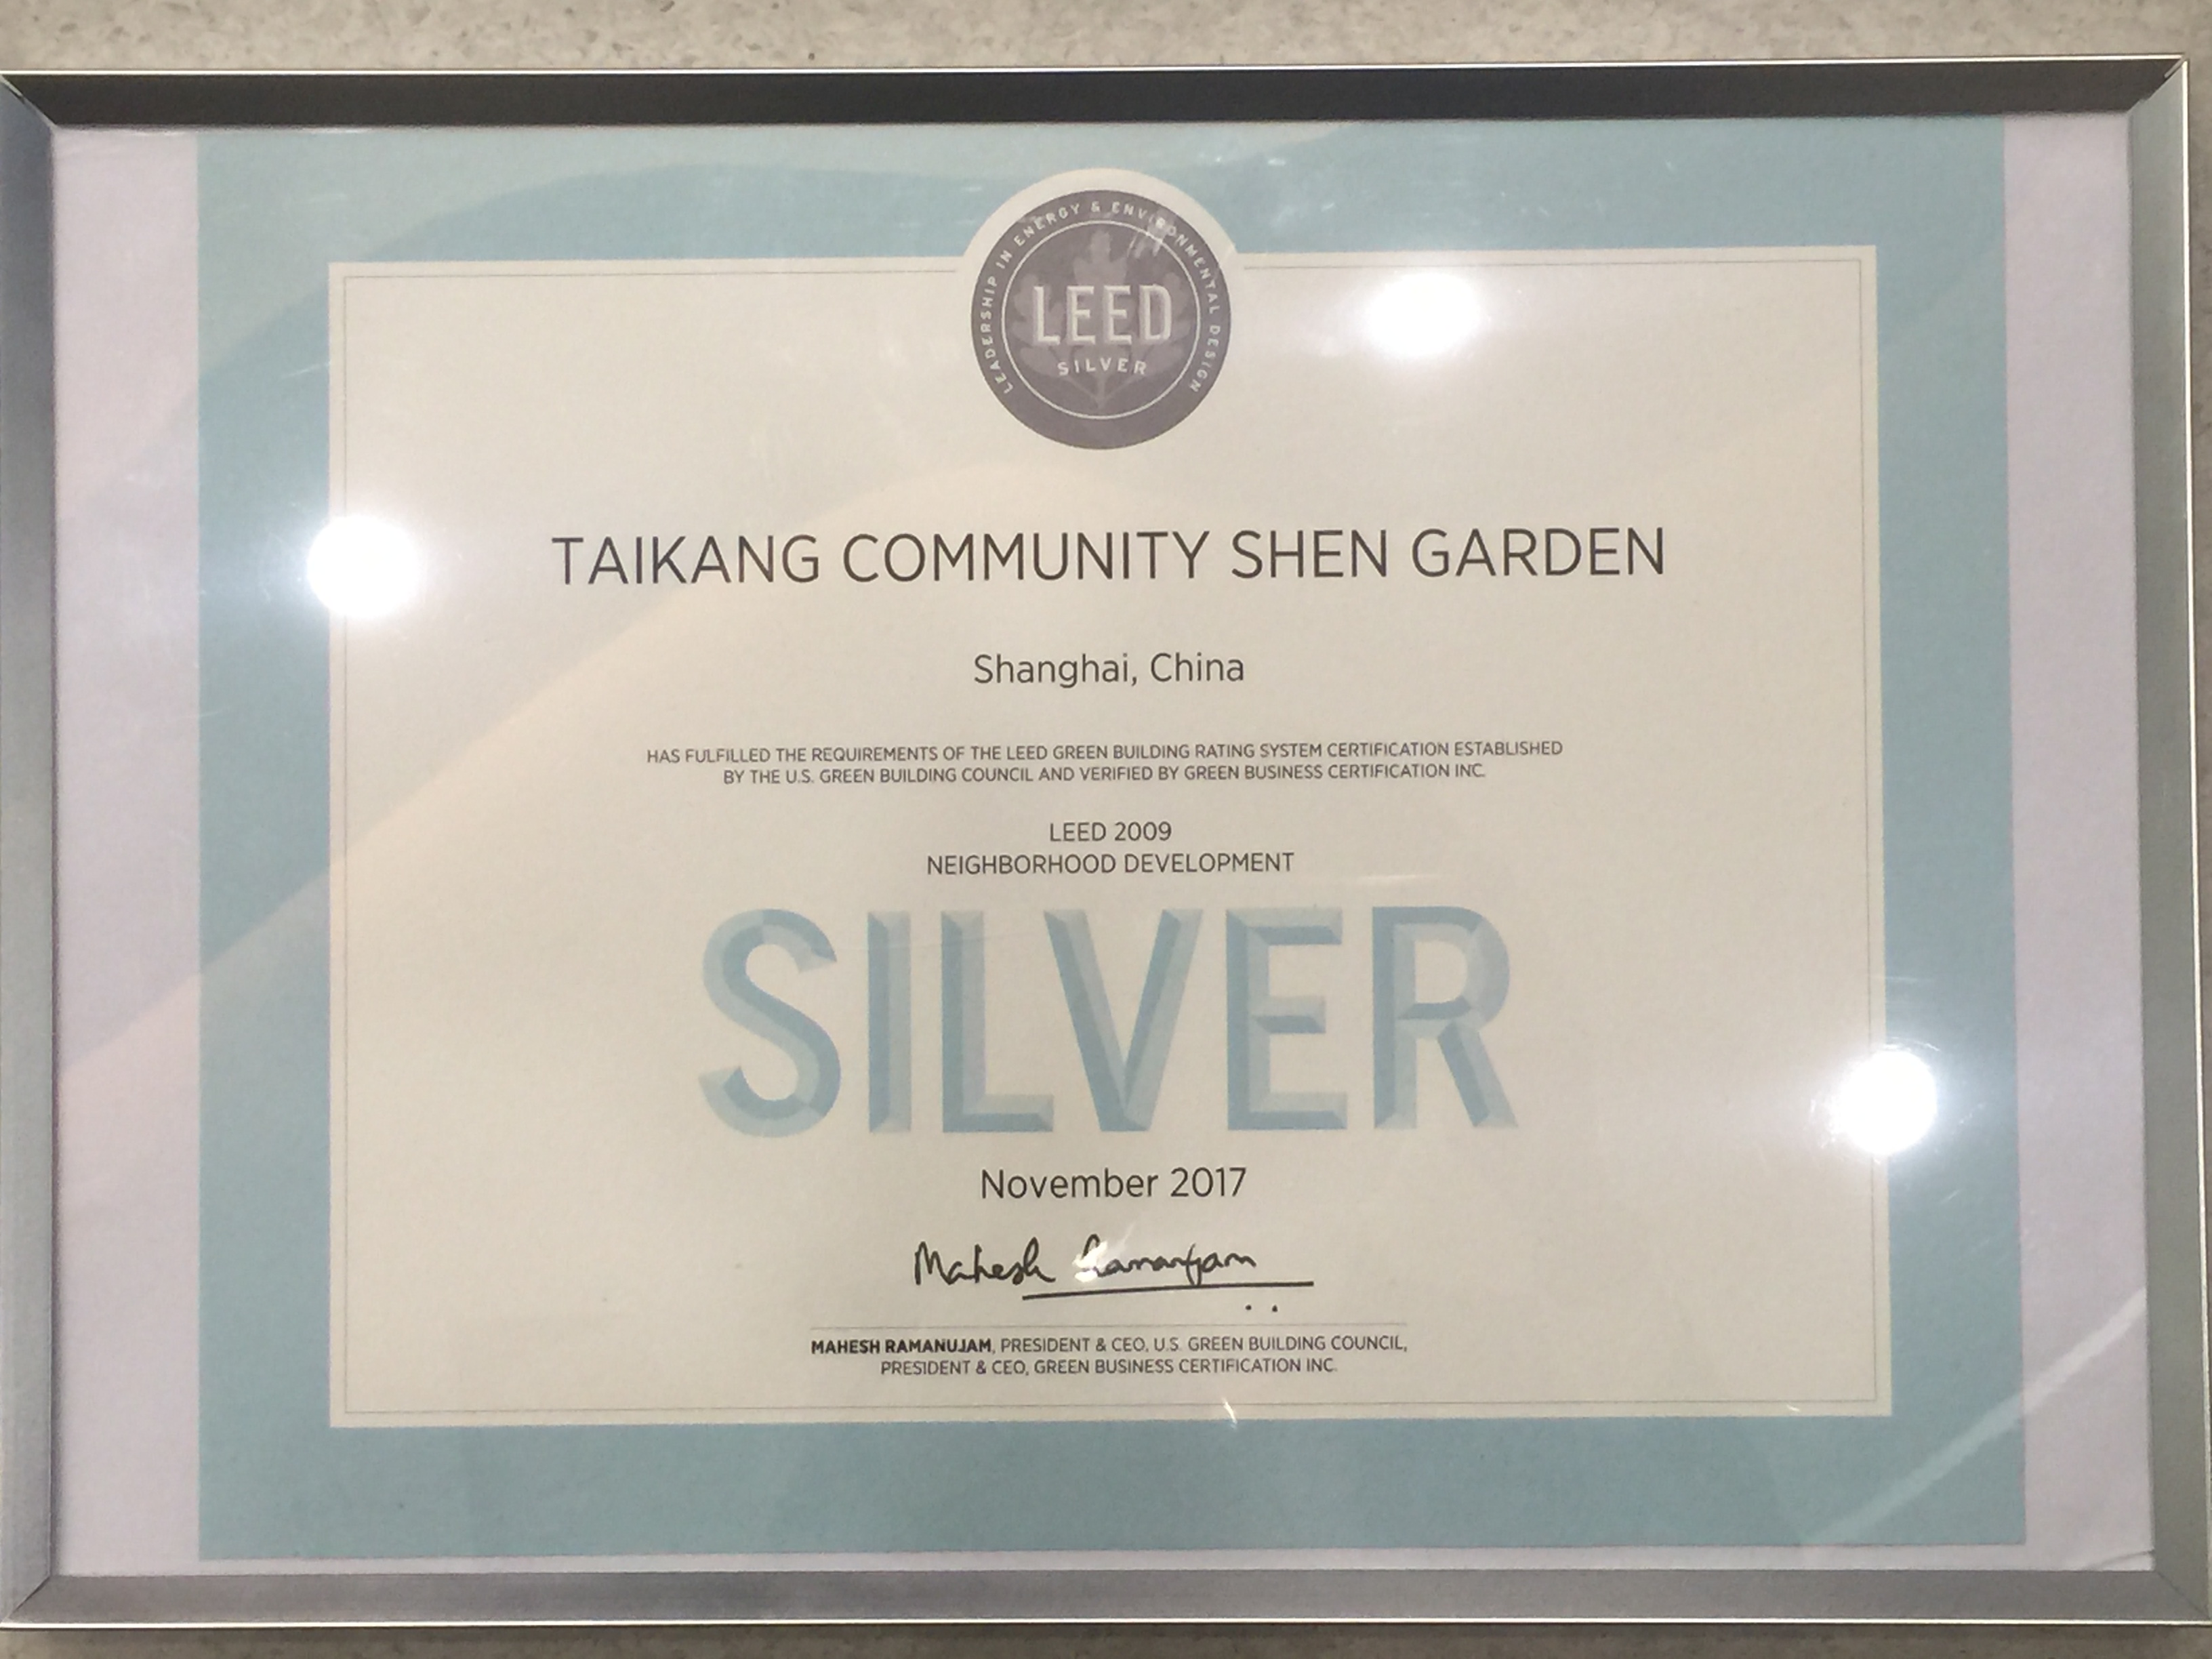 LEADERSHIP IN ENERGY & ENVIRONMENTAL DESIGN
LEED
SILVER
TAIKANG COMMUNITY SHEN GARDEN
Shanghai, China
HAS FULFILLED THE REQUIREMENTS OF THE LEED GREEN BUILDING RATING SYSTEM CERTIFICATION ESTABLISHED
BY THE U.S. GREEN BUILDING COUNCIL AND VERIFIED BY GREEN BUSINESS CERTIFICATION INC.
LEED 2009
NEIGHBORHOOD DEVELOPMENT
SILVER
November 2017
Mahesh Ramanujam
MAHESH RAMANUJAM, PRESIDENT & CEO, U.S. GREEN BUILDING COUNCIL,
PRESIDENT & CEO, GREEN BUSINESS CERTIFICATION INC.